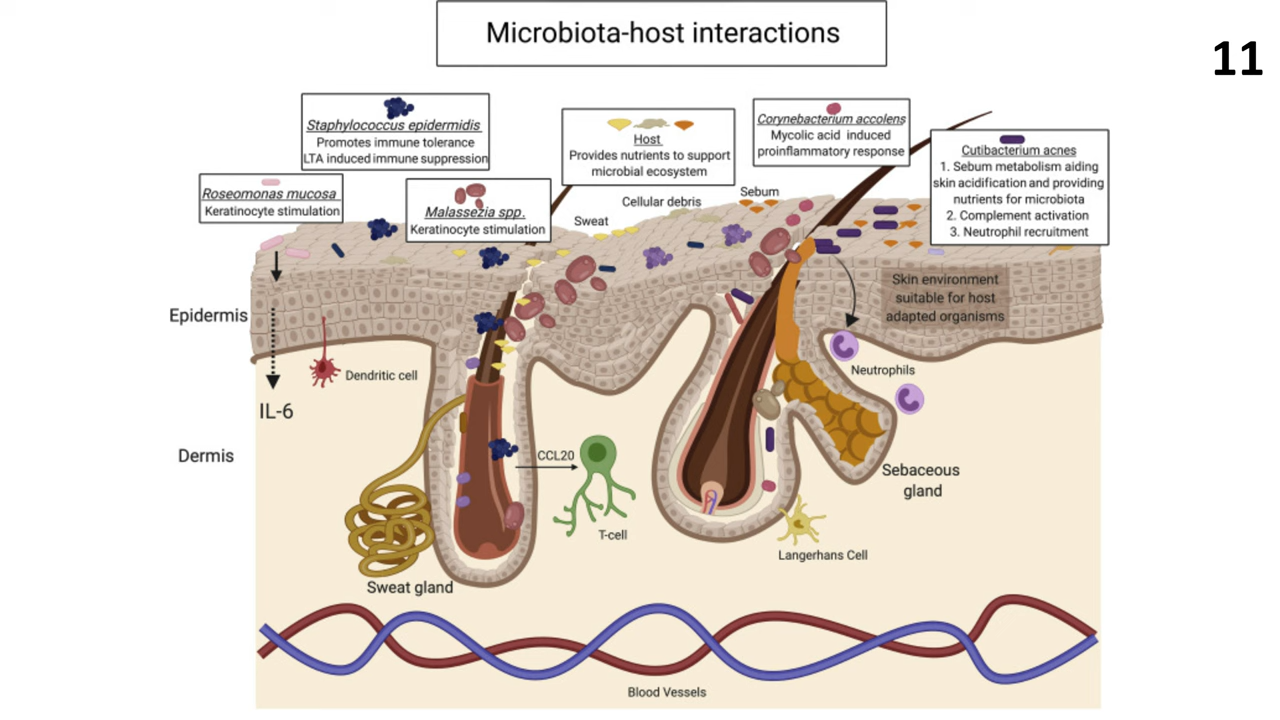 Microbiota-host interactions
11
Staphylococcus epidermidis
Promotes immune tolerance
LTA induced immune suppression
Roseomonas mucosa
Keratinocyte stimulation
Malassezia spp.
Keratinocyte stimulation
Host
Provides nutrients to support
microbial ecosystem
Corynebacterium accolens
Mycolic acid induced
proinflammatory response
Cutibacterium acnes
1. Sebum metabolism aiding
skin acidification and providing
nutrients for microbiota
2. Complement activation
3. Neutrophil recruitment
Sweat
Cellular debris
Sebum
Skin environment
suitable for host
adapted organisms
Epidermis
Dendritic cell
IL-6
Neutrophils
Dermis
CCL20
T-cell
Sebaceous
gland
Langerhans Cell
Sweat gland
Blood Vessels